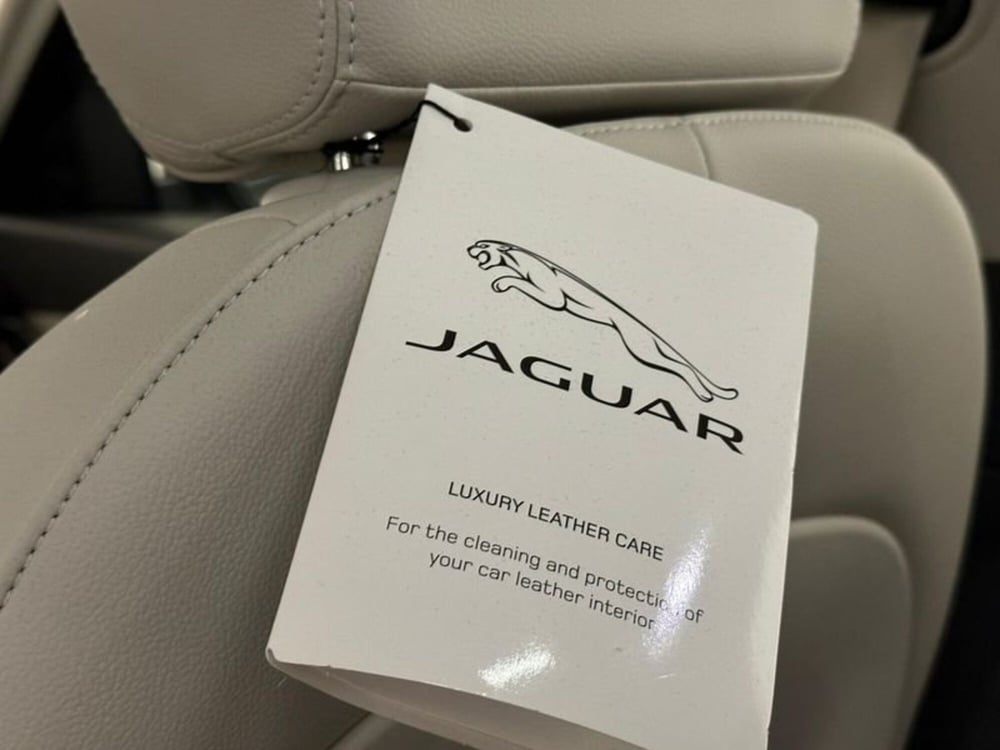 JAGUAR
LUXURY LEATHER CARE
For the cleaning and protection of
your car leather interior